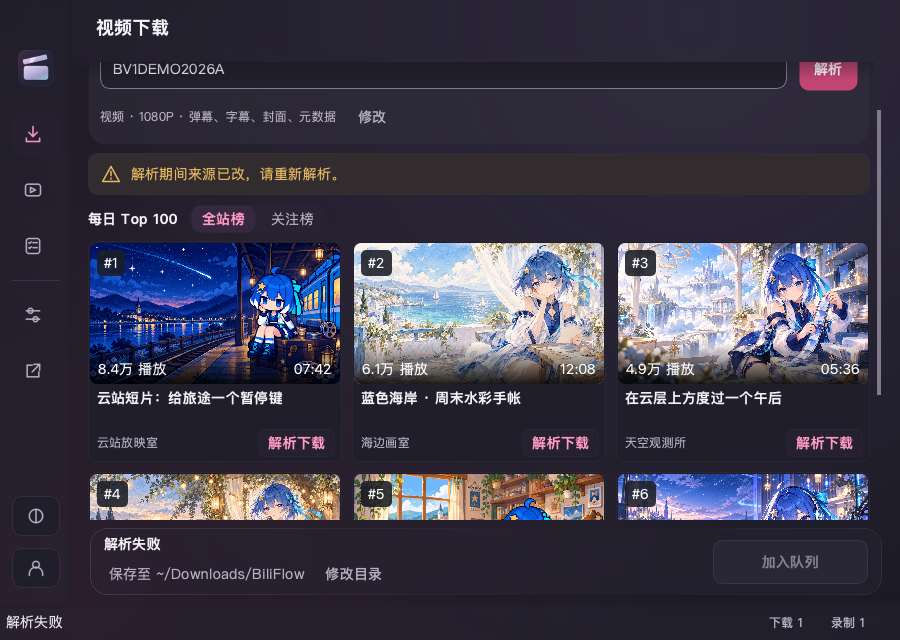 视频下载
BV1DEMO2026A
解析
视频 · 1080P · 弹幕、字幕、封面、元数据
修改
解析期间来源已改，请重新解析。
每日 Top 100
全站榜
关注榜
#1
8.4万 播放
07:42
云站短片：给旅途一个暂停键
云站放映室
解析下载
#2
6.1万 播放
12:08
蓝色海岸 · 周末水彩手帐
海边画室
解析下载
#3
4.9万 播放
05:36
在云层上方度过一个午后
天空观测所
解析下载
#4
#5
#6
解析失败
保存至 ~/Downloads/BiliFlow
修改目录
加入队列
解析失败
下载 1
录制 1